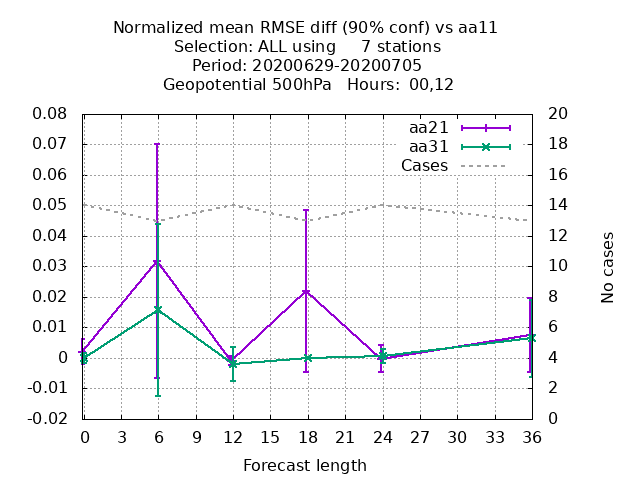 Normalized mean RMSE diff (90% conf) vs aa11
Selection: ALL using     7 stations
Period: 20200629-20200705
Geopotential 500hPa   Hours:  00,12
0.08
0.07
0.06
0.05
0.04
0.03
0.02
0.01
0
-0.01
-0.02
aa21
aa31
Cases
20
18
16
14
12
10
8
6
4
2
0
No cases
0 3 6 9 12 15 18 21 24 27 30 33 36
Forecast length